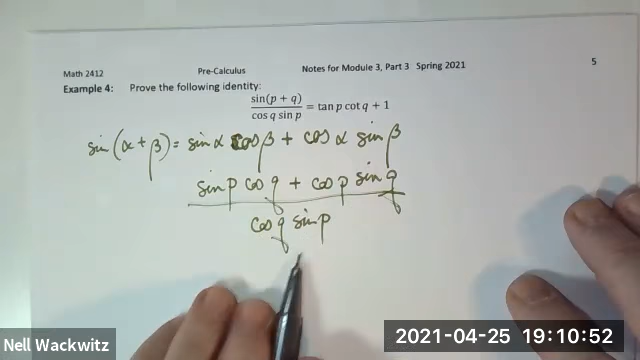 Math 2412 Pre-Calculus Notes for Module 3, Part 3 Spring 2021 5
Example 4: Prove the following identity:
sin(p + q) / cos q sin p = tan p cot q + 1
sin (α + β) = sin α cos β + cos α sin β
sin p cos q + cos p sin q
cos q sin p
Nell Wackwitz
2021-04-25 19:10:52